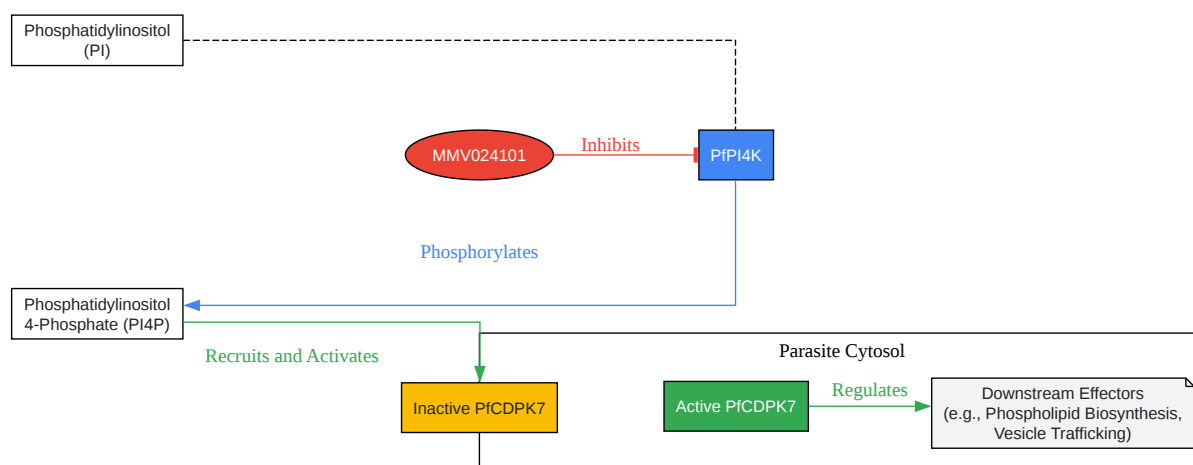 Phosphatidylinositol
(PI)
MMV024101
Inhibits
PfPI4K
Phosphorylates
Phosphatidylinositol
4-Phosphate (PI4P)
Recruits and Activates
Parasite Cytosol
Inactive PfCDPK7
Active PfCDPK7
Regulates
Downstream Effectors
(e.g., Phospholipid Biosynthesis,
Vesicle Trafficking)